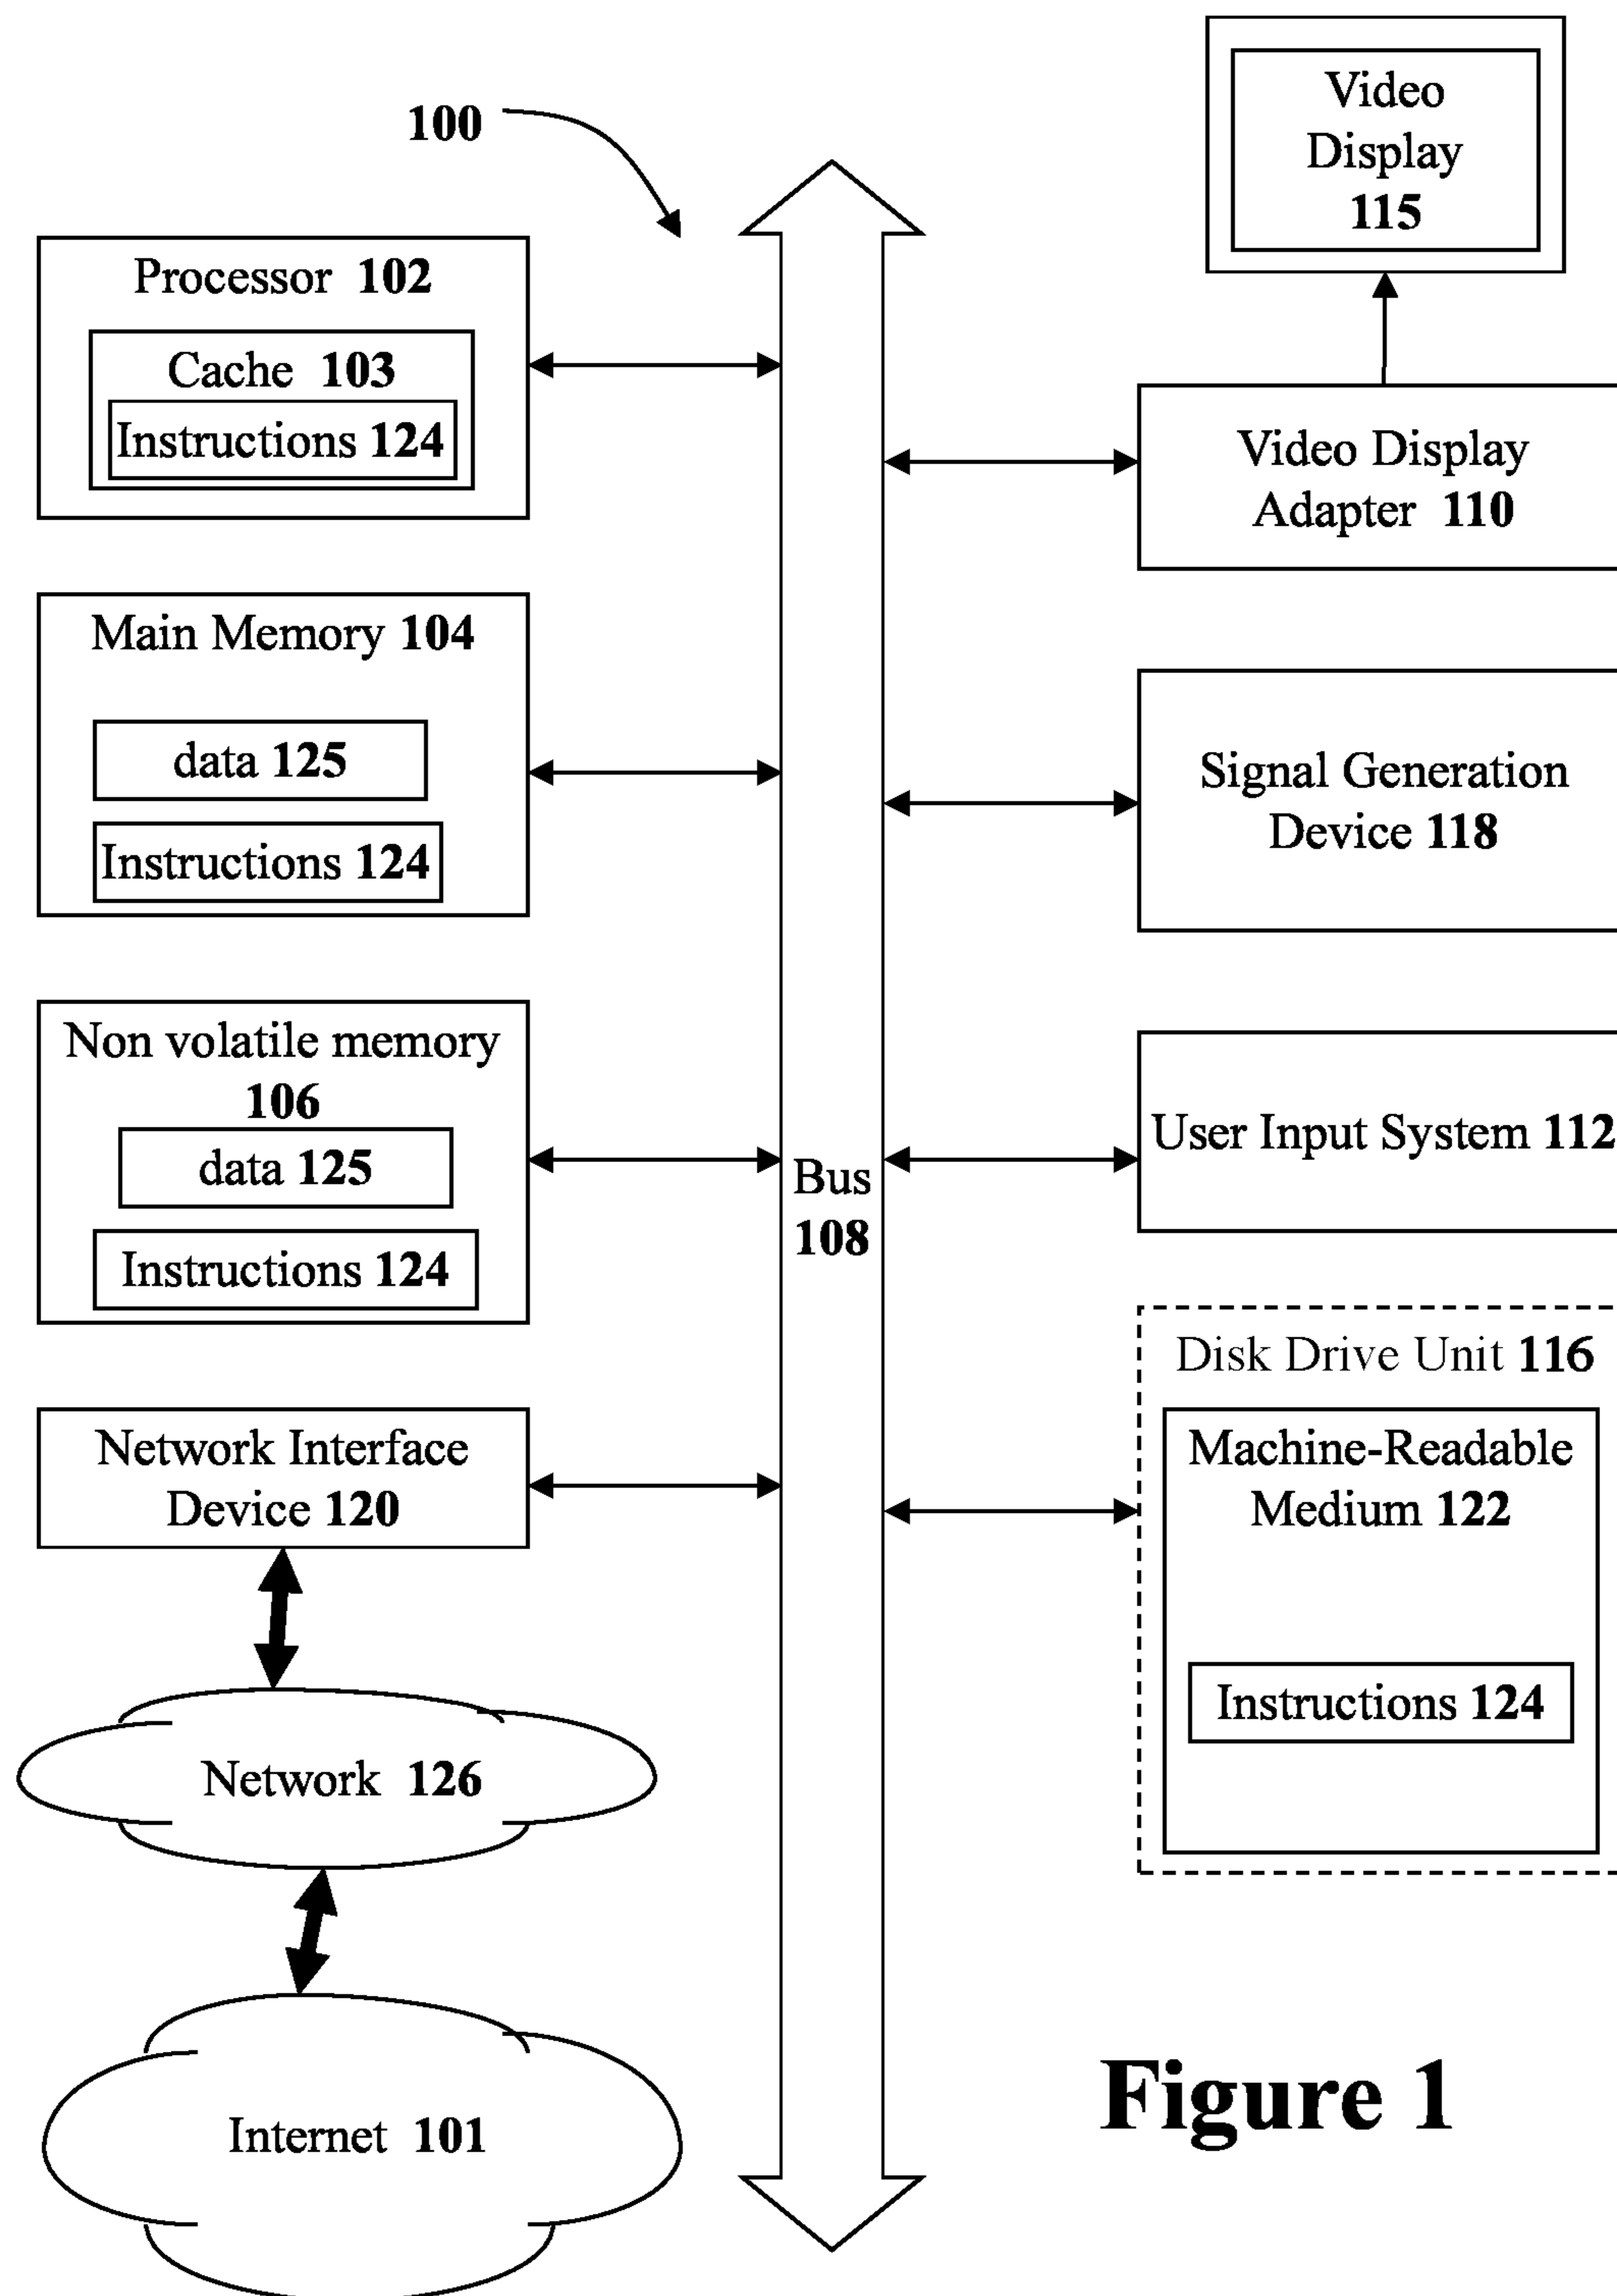 100
Processor 102
Cache 103
Instructions 124
Main Memory 104
data 125
Instructions 124
Non volatile memory
106
data 125
Instructions 124
Network Interface
Device 120
Network 126
Internet 101
Bus
108
Video
Display
115
Video Display
Adapter 110
Signal Generation
Device 118
User Input System 112
Disk Drive Unit 116
Machine-Readable
Medium 122
Instructions 124
Figure 1